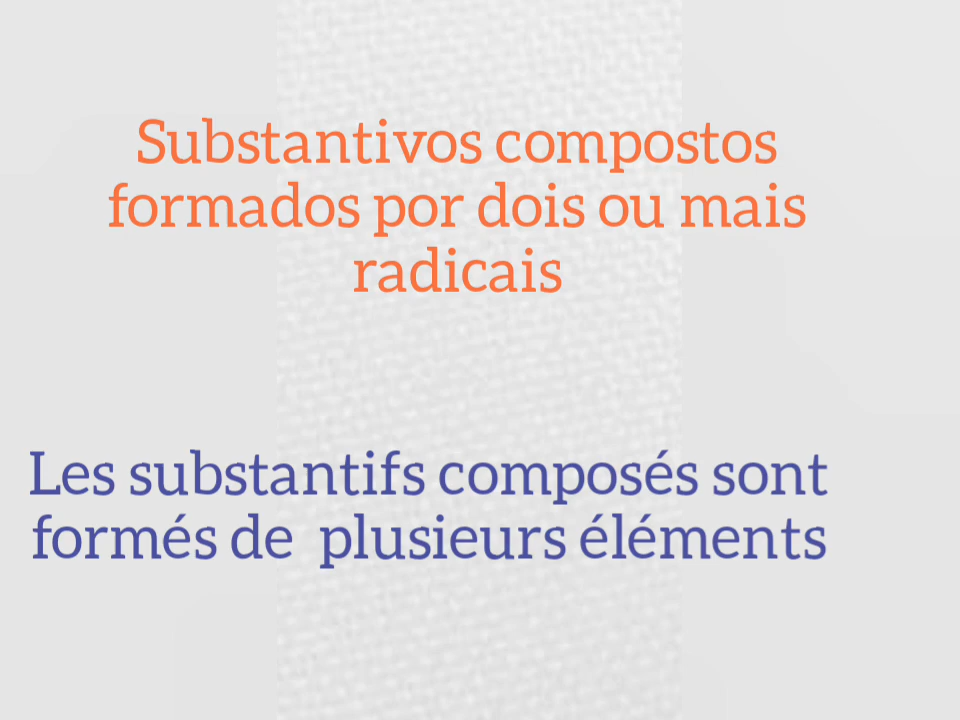 Substantivos compostos
formados por dois ou mais
radicais
Les substantifs composés sont
formés de plusieurs éléments